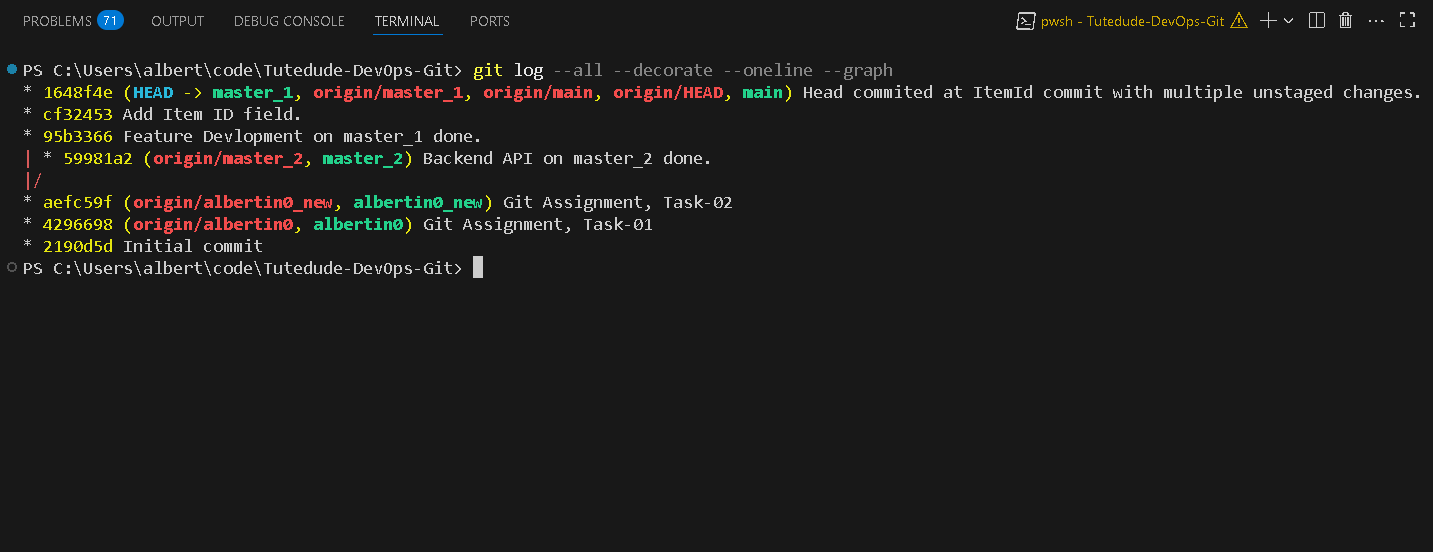 PROBLEMS 71 OUTPUT DEBUG CONSOLE TERMINAL PORTS pwsh - Tutedude-DevOps-Git
PS C:\Users\albert\code\Tutedude-DevOps-Git> git log --all --decorate --oneline --graph
* 1648f4e (HEAD -> master_1, origin/master_1, origin/main, origin/HEAD, main) Head commited at ItemId commit with multiple unstaged changes.
* cf32453 Add Item ID field.
* 95b3366 Feature Devlopment on master_1 done.
| * 59981a2 (origin/master_2, master_2) Backend API on master_2 done.
|/
* aefc59f (origin/albertin0_new, albertin0_new) Git Assignment, Task-02
* 4296698 (origin/albertin0, albertin0) Git Assignment, Task-01
* 2190d5d Initial commit
PS C:\Users\albert\code\Tutedude-DevOps-Git>